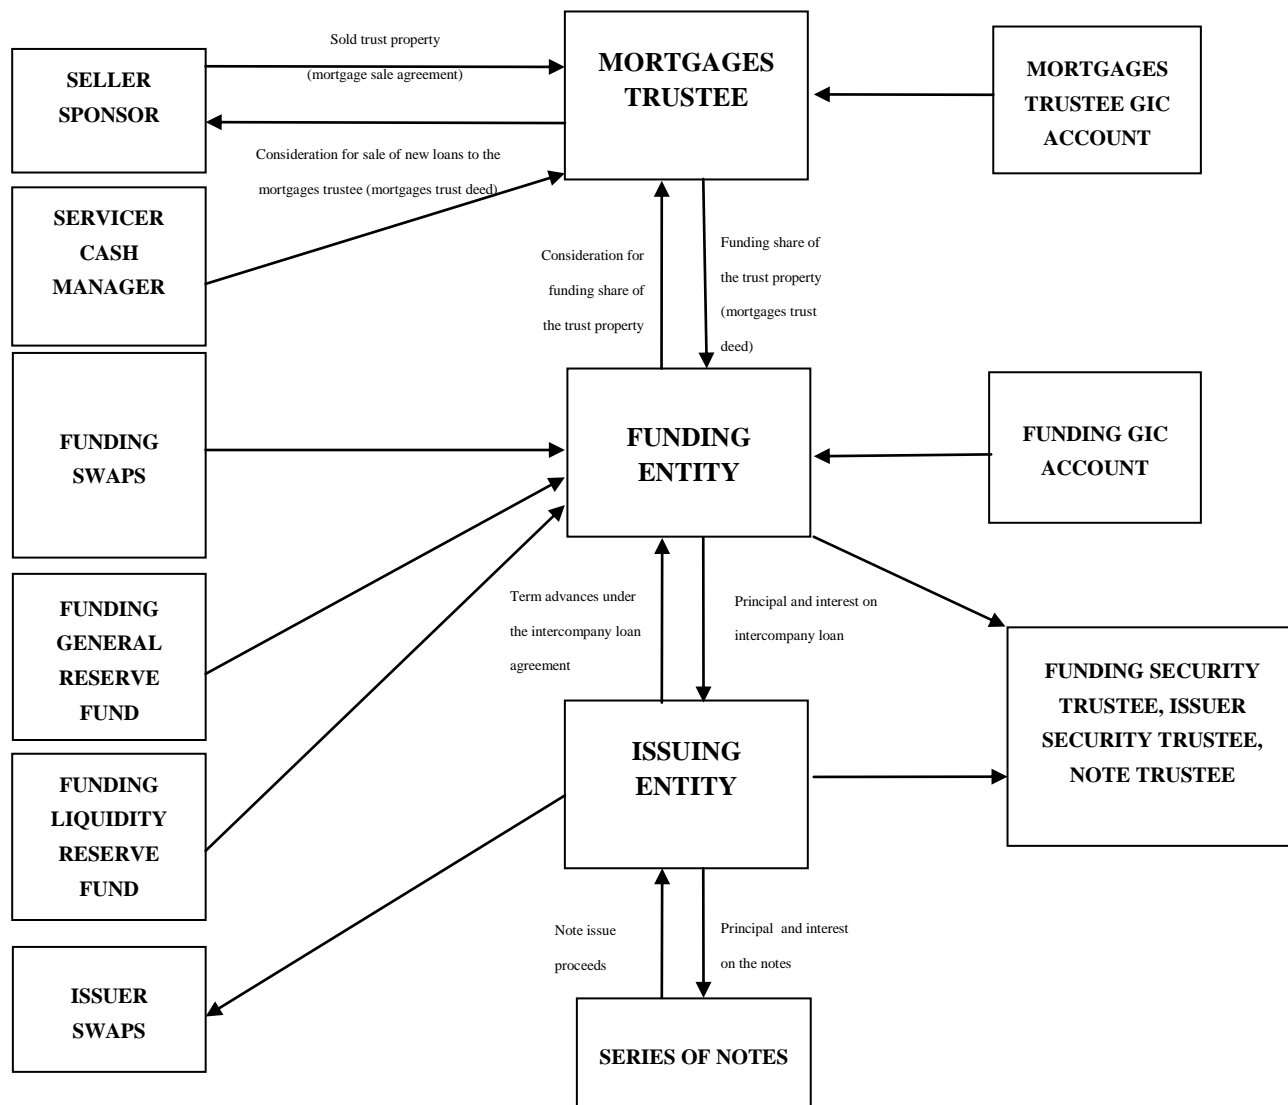 Sold trust property
(mortgage sale agreement)
SELLER
SPONSOR
MORTGAGES
TRUSTEE
MORTGAGES
TRUSTEE GIC
ACCOUNT
Consideration for sale of new loans to the
mortgages trustee (mortgages trust deed)
SERVICER
CASH
MANAGER
Consideration for
funding share of
the trust property
Funding share of
the trust property
(mortgages trust
deed)
FUNDING
SWAPS
FUNDING
ENTITY
FUNDING GIC
ACCOUNT
FUNDING
GENERAL
RESERVE
FUND
Term advances under
the intercompany loan
agreement
Principal and interest on
intercompany loan
FUNDING SECURITY
TRUSTEE, ISSUER
SECURITY TRUSTEE,
NOTE TRUSTEE
ISSUING
ENTITY
FUNDING
LIQUIDITY
RESERVE
FUND
Note issue
proceeds
Principal and interest
on the notes
ISSUER
SWAPS
SERIES OF NOTES